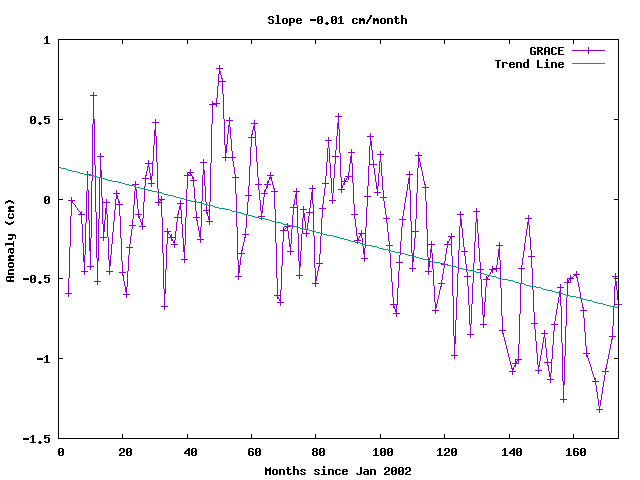 Slope -0.01 cm/month
GRACE
Trend Line
1
0.5
0
-0.5
-1
-1.5
Anomaly (cm)
0 20 40 60 80 100 120 140 160
Months since Jan 2002